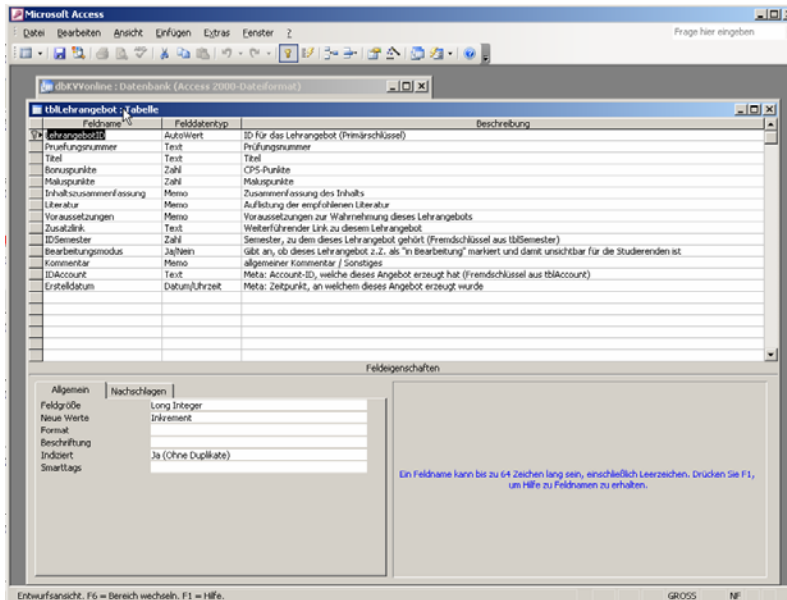 Microsoft Access
Datei Bearbeiten Ansicht Einfügen Extras Fenster ? Frage hier eingeben
dbKVVonline : Datenbank (Access 2000-Dateiformat)
tblLehrangebot : Tabelle
Feldname Felddatentyp Beschreibung
LehrangebotID AutoWert ID für das Lehrangebot (Primärschlüssel)
Pruefungsnummer Text Prüfungsnummer
Titel Text Titel
Bonuspunkte Zahl CPS-Punkte
Maluspunkte Zahl Maluspunkte
Inhaltszusammenfassung Memo Zusammenfassung des Inhalts
Literatur Memo Auflistung der empfohlenen Literatur
Voraussetzungen Memo Voraussetzungen zur Wahrnehmung dieses Lehrangebots
Zusatzlink Text Weiterführender Link zu diesem Lehrangebot
IDSemester Zahl Semester, zu dem dieses Lehrangebot gehört (Fremdschlüssel aus tblSemester)
Bearbeitungsmodus Ja/Nein Gibt an, ob dieses Lehrangebot z.Z. als "in Bearbeitung" markiert und damit unsichtbar für die Studierenden ist
Kommentar Memo allgemeiner Kommentar / Sonstiges
IDAccount Text Meta: Account-ID, welche dieses Angebot erzeugt hat (Fremdschlüssel aus tblAccount)
Erstelldatum Datum/Uhrzeit Meta: Zeitpunkt, an welchem dieses Angebot erzeugt wurde
Feldeigenschaften
Allgemein Nachschlagen
Feldgröße Long Integer
Neue Werte Inkrement
Format
Beschriftung
Indiziert Ja (Ohne Duplikate)
Smarttags
Ein Feldname kann bis zu 64 Zeichen lang sein, einschließlich Leerzeichen. Drücken Sie F1,
um Hilfe zu Feldnamen zu erhalten.
Entwurfsansicht. F6 = Bereich wechseln. F1 = Hilfe. GROSS NF